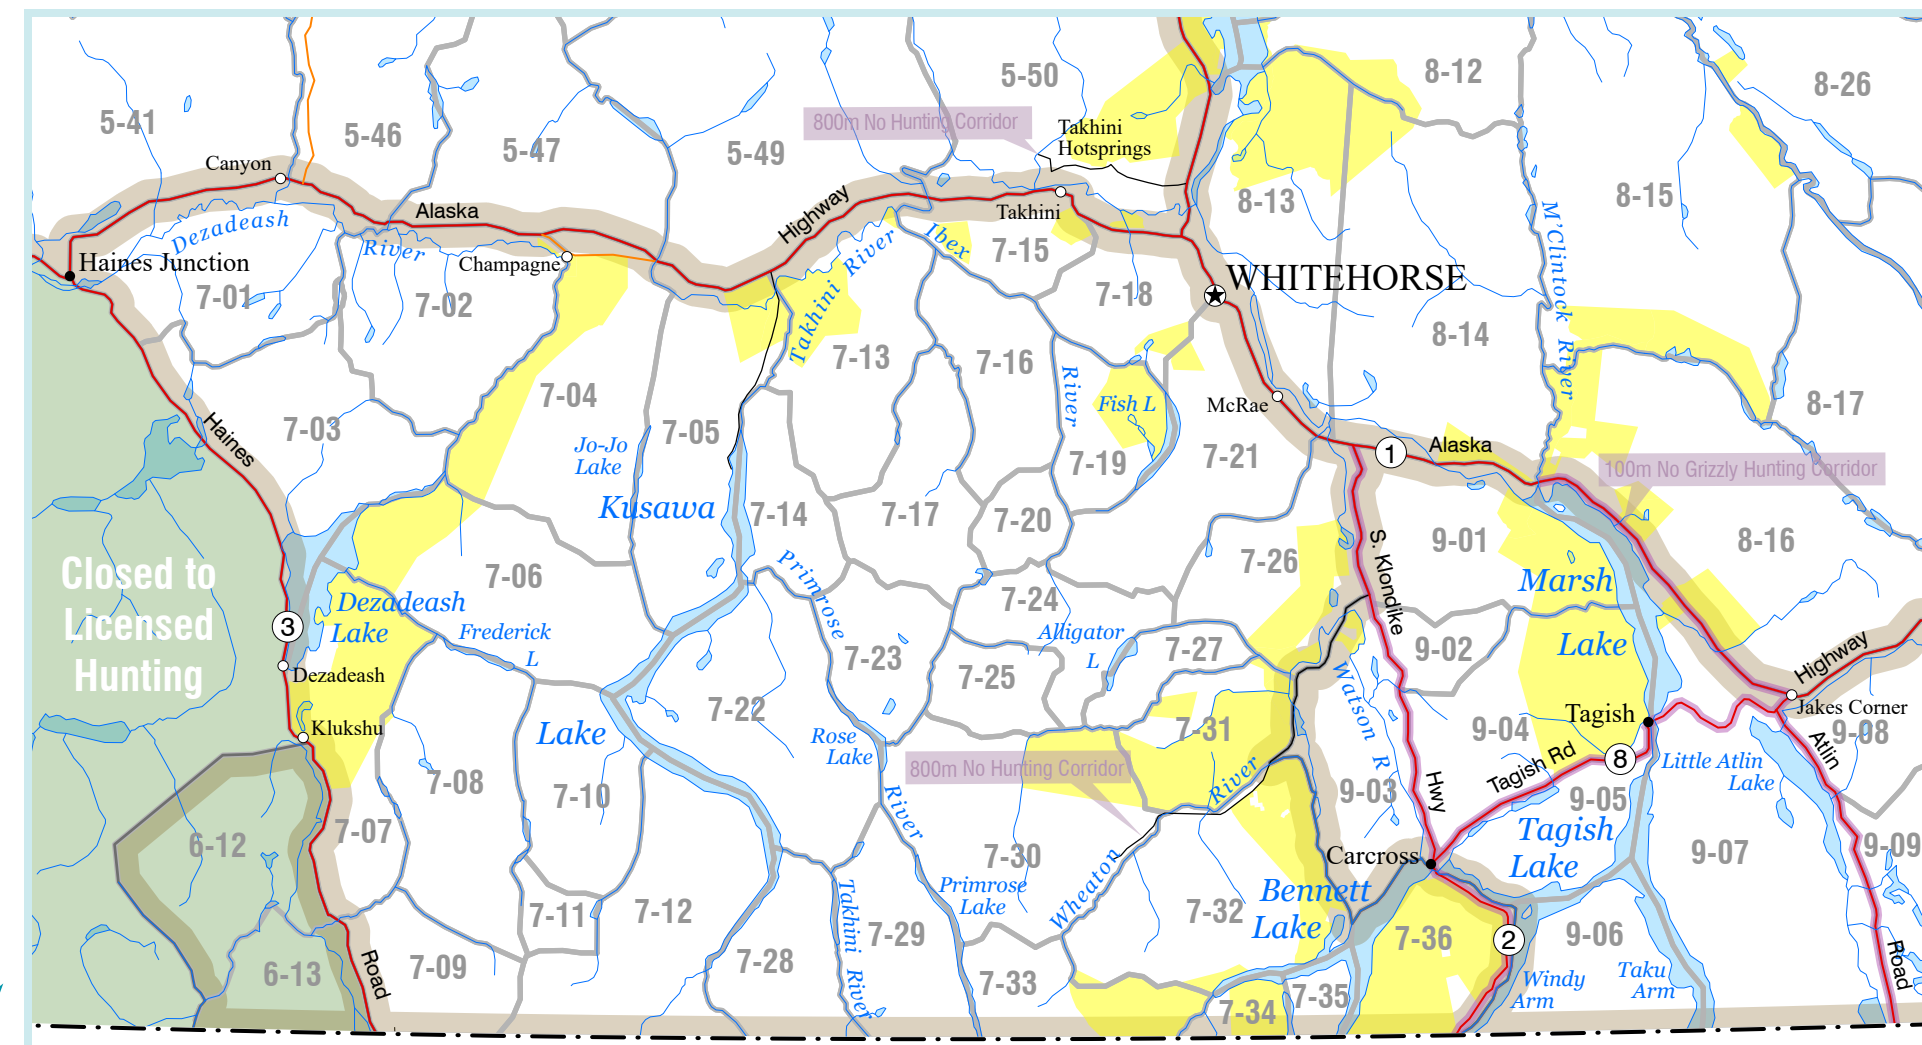 5-50
8-12
8-26
5-41
5-46
5-47
5-49
800m No Hunting Corridor
Takhini
Hotsprings
Canyon
Alaska
Highway
Takhini
8-13
8-15
Dezadeash
River
Haines Junction
Champagne
Takhini River
Ibex
7-15
7-18
WHITEHORSE
M'Clintock River
7-01
7-02
7-13
7-16
8-14
8-17
7-04
7-05
7-03
Haines
Jo-Jo
Lake
River
Fish L
McRae
7-19
7-21
1
Alaska
100m No Grizzly Hunting Corridor
Kusawa
7-14
7-17
7-20
7-26
S. Klondike
9-01
8-16
Closed to
Licensed
Hunting
7-06
Primrose
7-24
Marsh
3
Dezadeash
Lake
Frederick
L
Alligator
L
7-27
9-02
Lake
Highway
Dezadeash
7-23
7-25
Watson R
Jakes Corner
Klukshu
Lake
7-22
Rose
Lake
7-31
9-04
Tagish
9-08
Atlin
800m No Hunting Corridor
River
Tagish Rd
8
Little Atlin
Lake
7-08
7-10
River
9-03
Hwy
9-05
6-12
7-07
7-30
Carcross
Tagish
Lake
9-07
9-09
Primrose
Lake
Wheaton
Bennett
Lake
7-11
7-12
7-32
7-36
2
9-06
Takhini River
7-29
6-13
Road
7-09
7-28
7-33
7-34
7-35
Windy
Arm
Taku
Arm
Road